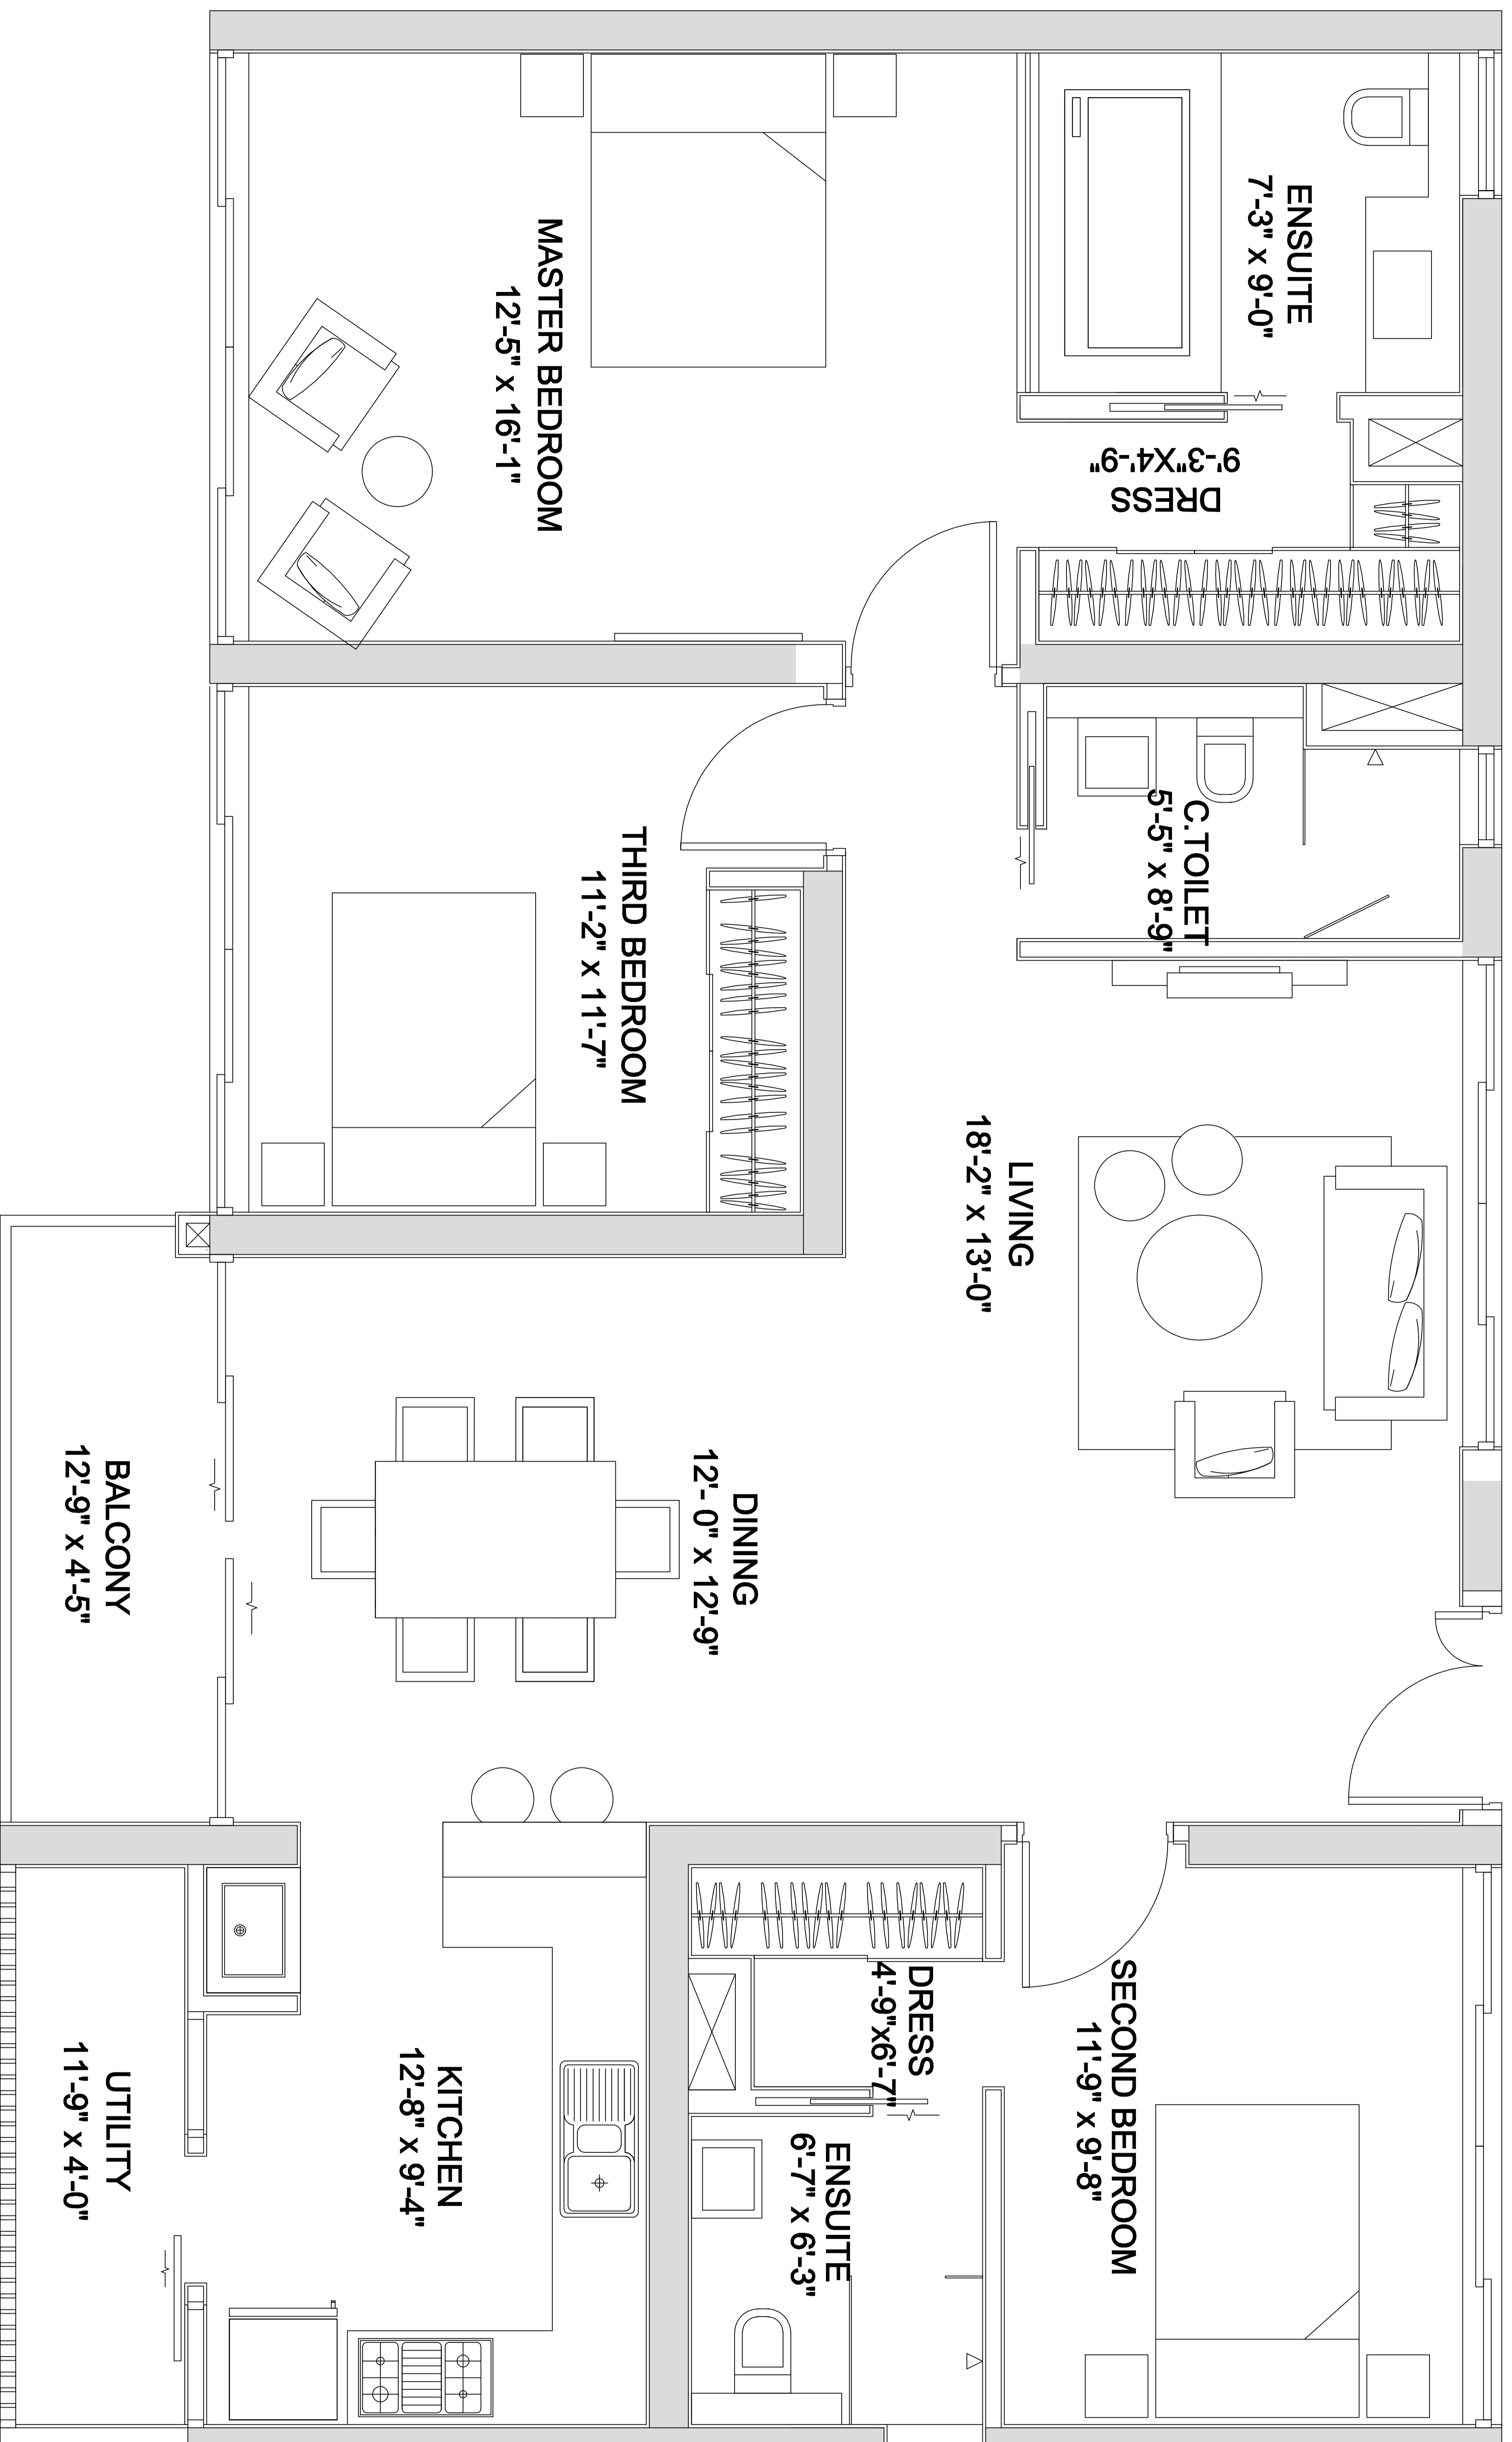 ENSUITE
7'-3" x 9'-0"
DRESS
9'-3"X4'-9"
MASTER BEDROOM
12'-5" x 16'-1"
C.TOILET
5'-5" x 8'-9"
THIRD BEDROOM
11'-2" x 11'-7"
LIVING
18'-2" x 13'-0"
DINING
12'- 0" x 12'-9"
BALCONY
12'-9" x 4'-5"
SECOND BEDROOM
11'-9" x 9'-8"
DRESS
4'-9"x6'-7"
ENSUITE
6'-7" x 6'-3"
KITCHEN
12'-8" x 9'-4"
UTILITY
11'-9" x 4'-0"